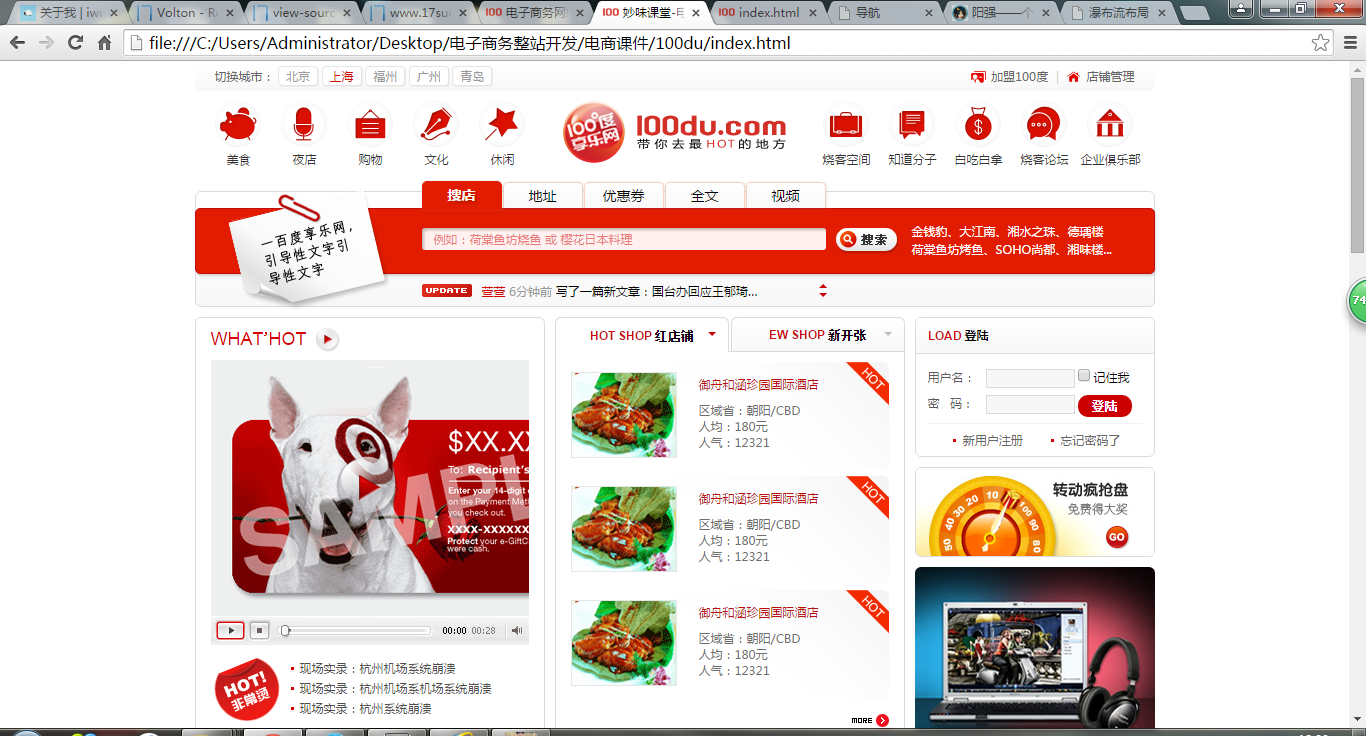 关于我 | iw
Volton - Re
view-sourc
www.17suc
100 电子商务网
100 妙味课堂-电
100 index.html
导航
阳强——个
瀑布流布局
file:///C:/Users/Administrator/Desktop/电子商务整站开发/电商课件/100du/index.html
切换城市： 北京 上海 福州 广州 青岛
加盟100度 | 店铺管理
美食 夜店 购物 文化 休闲
100°度
享乐网
100du.com
带你去最HOT的地方
烧客空间 知道分子 白吃白拿 烧客论坛 企业俱乐部
搜店 地址 优惠券 全文 视频
一百度享乐网，
引导性文字引
导性文字
例如：荷棠鱼坊烧鱼 或 樱花日本料理
搜索
金钱豹、大江南、湘水之珠、德瑀楼
荷棠鱼坊烤鱼、SOHO尚都、湘味楼...
UPDATE 萱萱 6分钟前 写了一篇新文章：国台办回应王郁琦...
74
WHAT'HOT
$XX.XX
To: Recipient's
Enter your 14-digit
on the Payment Met
you check out.
XXXX-XXXXXX
Protect your e-GiftC
were cash.
SAMPL
00:00 00:28
HOT!
非常烫
现场实录：杭州机场系统崩溃
现场实录：杭州机场系机场系统崩溃
现场实录：杭州系统崩溃
HOT SHOP 红店铺
EW SHOP 新开张
HOT
御舟和涵珍园国际酒店
区域省：朝阳/CBD
人均：180元
人气：12321
HOT
御舟和涵珍园国际酒店
区域省：朝阳/CBD
人均：180元
人气：12321
HOT
御舟和涵珍园国际酒店
区域省：朝阳/CBD
人均：180元
人气：12321
MORE
LOAD 登陆
用户名： 记住我
密 码： 登陆
新用户注册 忘记密码了
50 40 30 20 10 100 90 80
转动疯抢盘
免费得大奖
GO